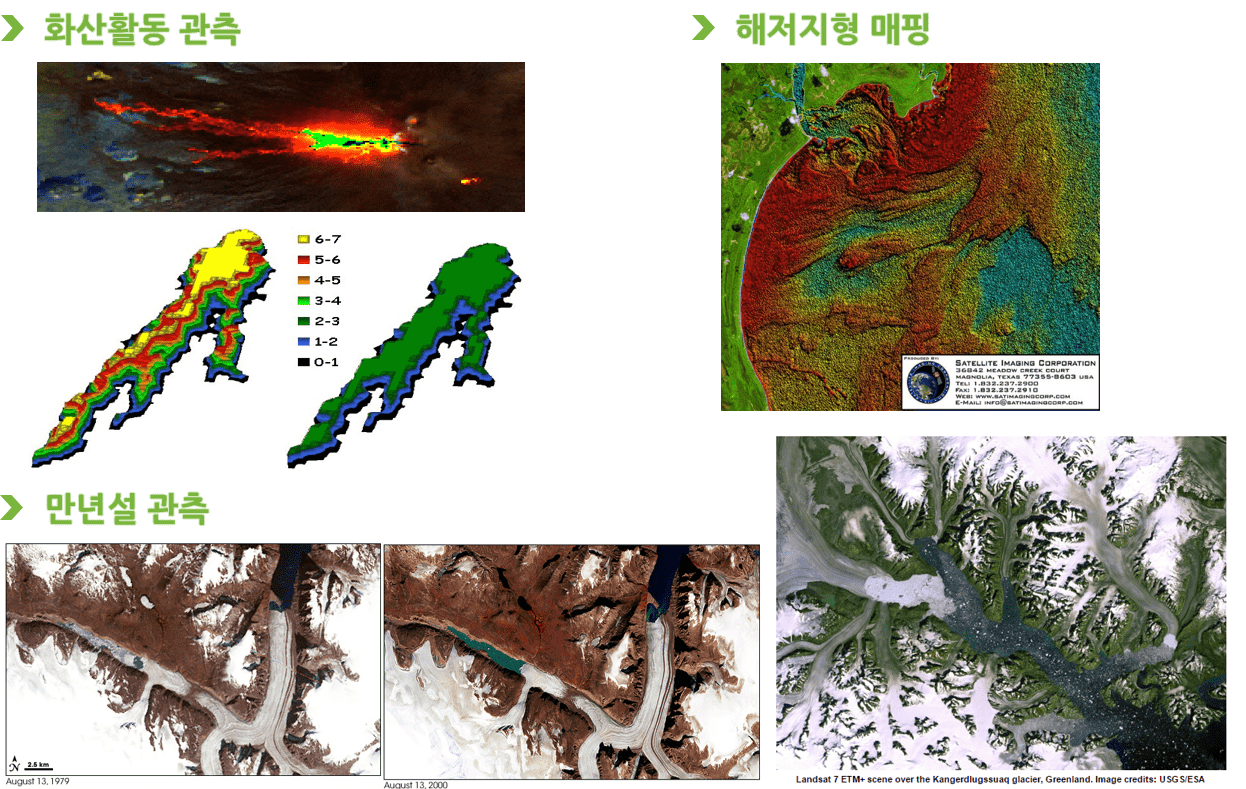 화산활동 관측
6-7
5-6
4-5
3-4
2-3
1-2
0-1
해저지형 매핑
PRODUCED BY:
SATELLITE IMAGING CORPORATION
36842 MEADOW CREEK COURT
MAGNOLIA, TEXAS 77355-8603 USA
TEL: 1.832.237.2900
FAX: 1.832.237.2910
WEB: WWW.SATIMAGINGCORP.COM
E-MAIL: INFO@SATIMAGINGCORP.COM
만년설 관측
N
2.5 km
August 13, 1979
August 13, 2000
Landsat 7 ETM+ scene over the Kangerdlugssuaq glacier, Greenland. Image credits: USGS/ESA